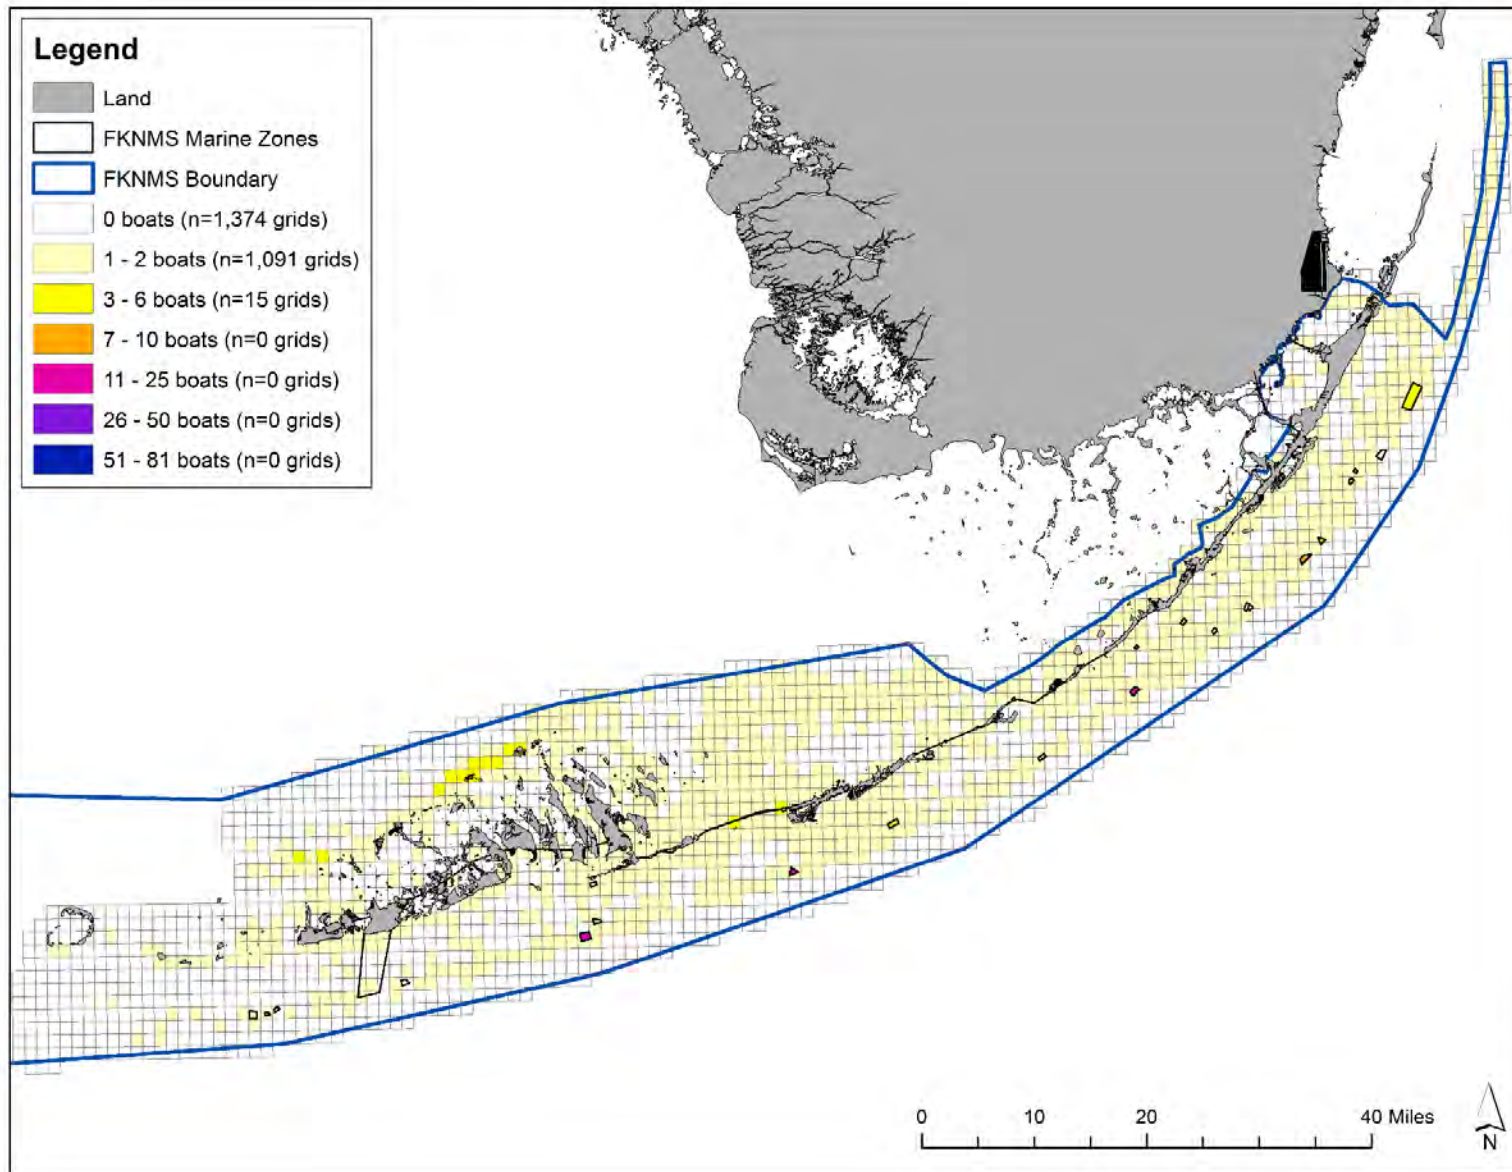 Legend
Land
FKNMS Marine Zones
FKNMS Boundary
0 boats (n=1,374 grids)
1 - 2 boats (n=1,091 grids)
3 - 6 boats (n=15 grids)
7 - 10 boats (n=0 grids)
11 - 25 boats (n=0 grids)
26 - 50 boats (n=0 grids)
51 - 81 boats (n=0 grids)
0 10 20 40 Miles
N